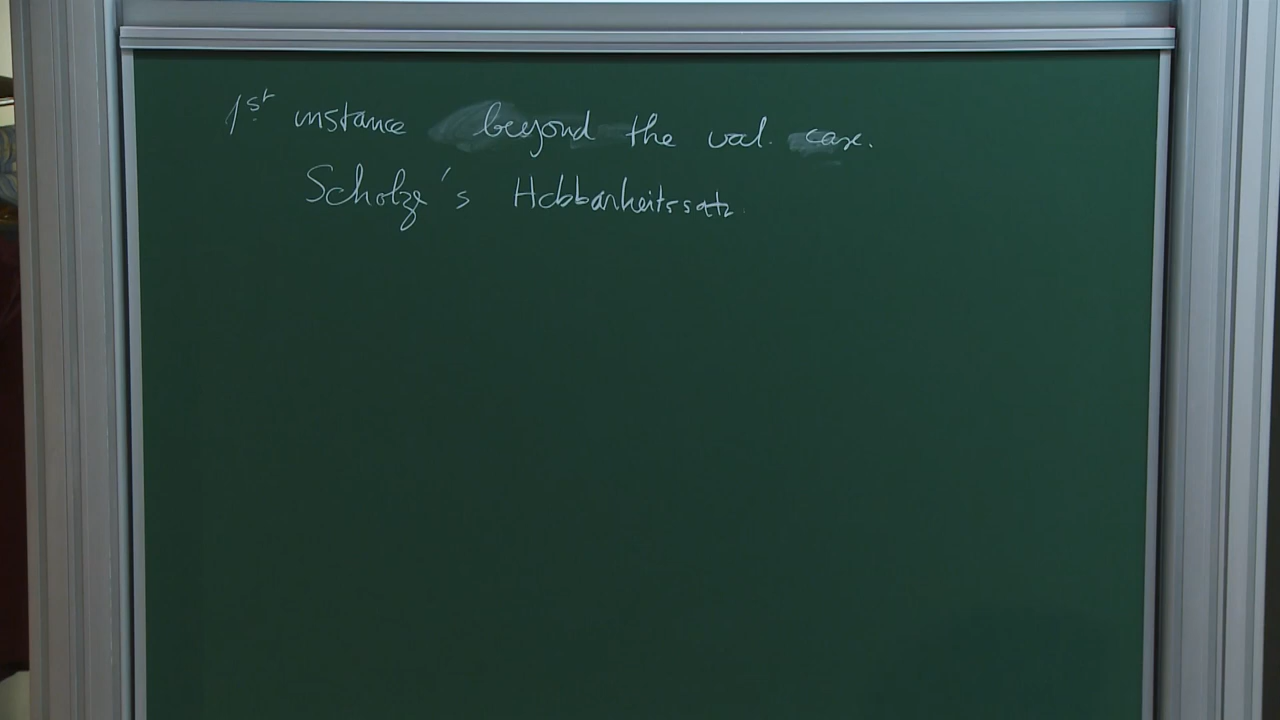 1st instance beyond the val. case.
Scholze's Hebbarkeitssatz.